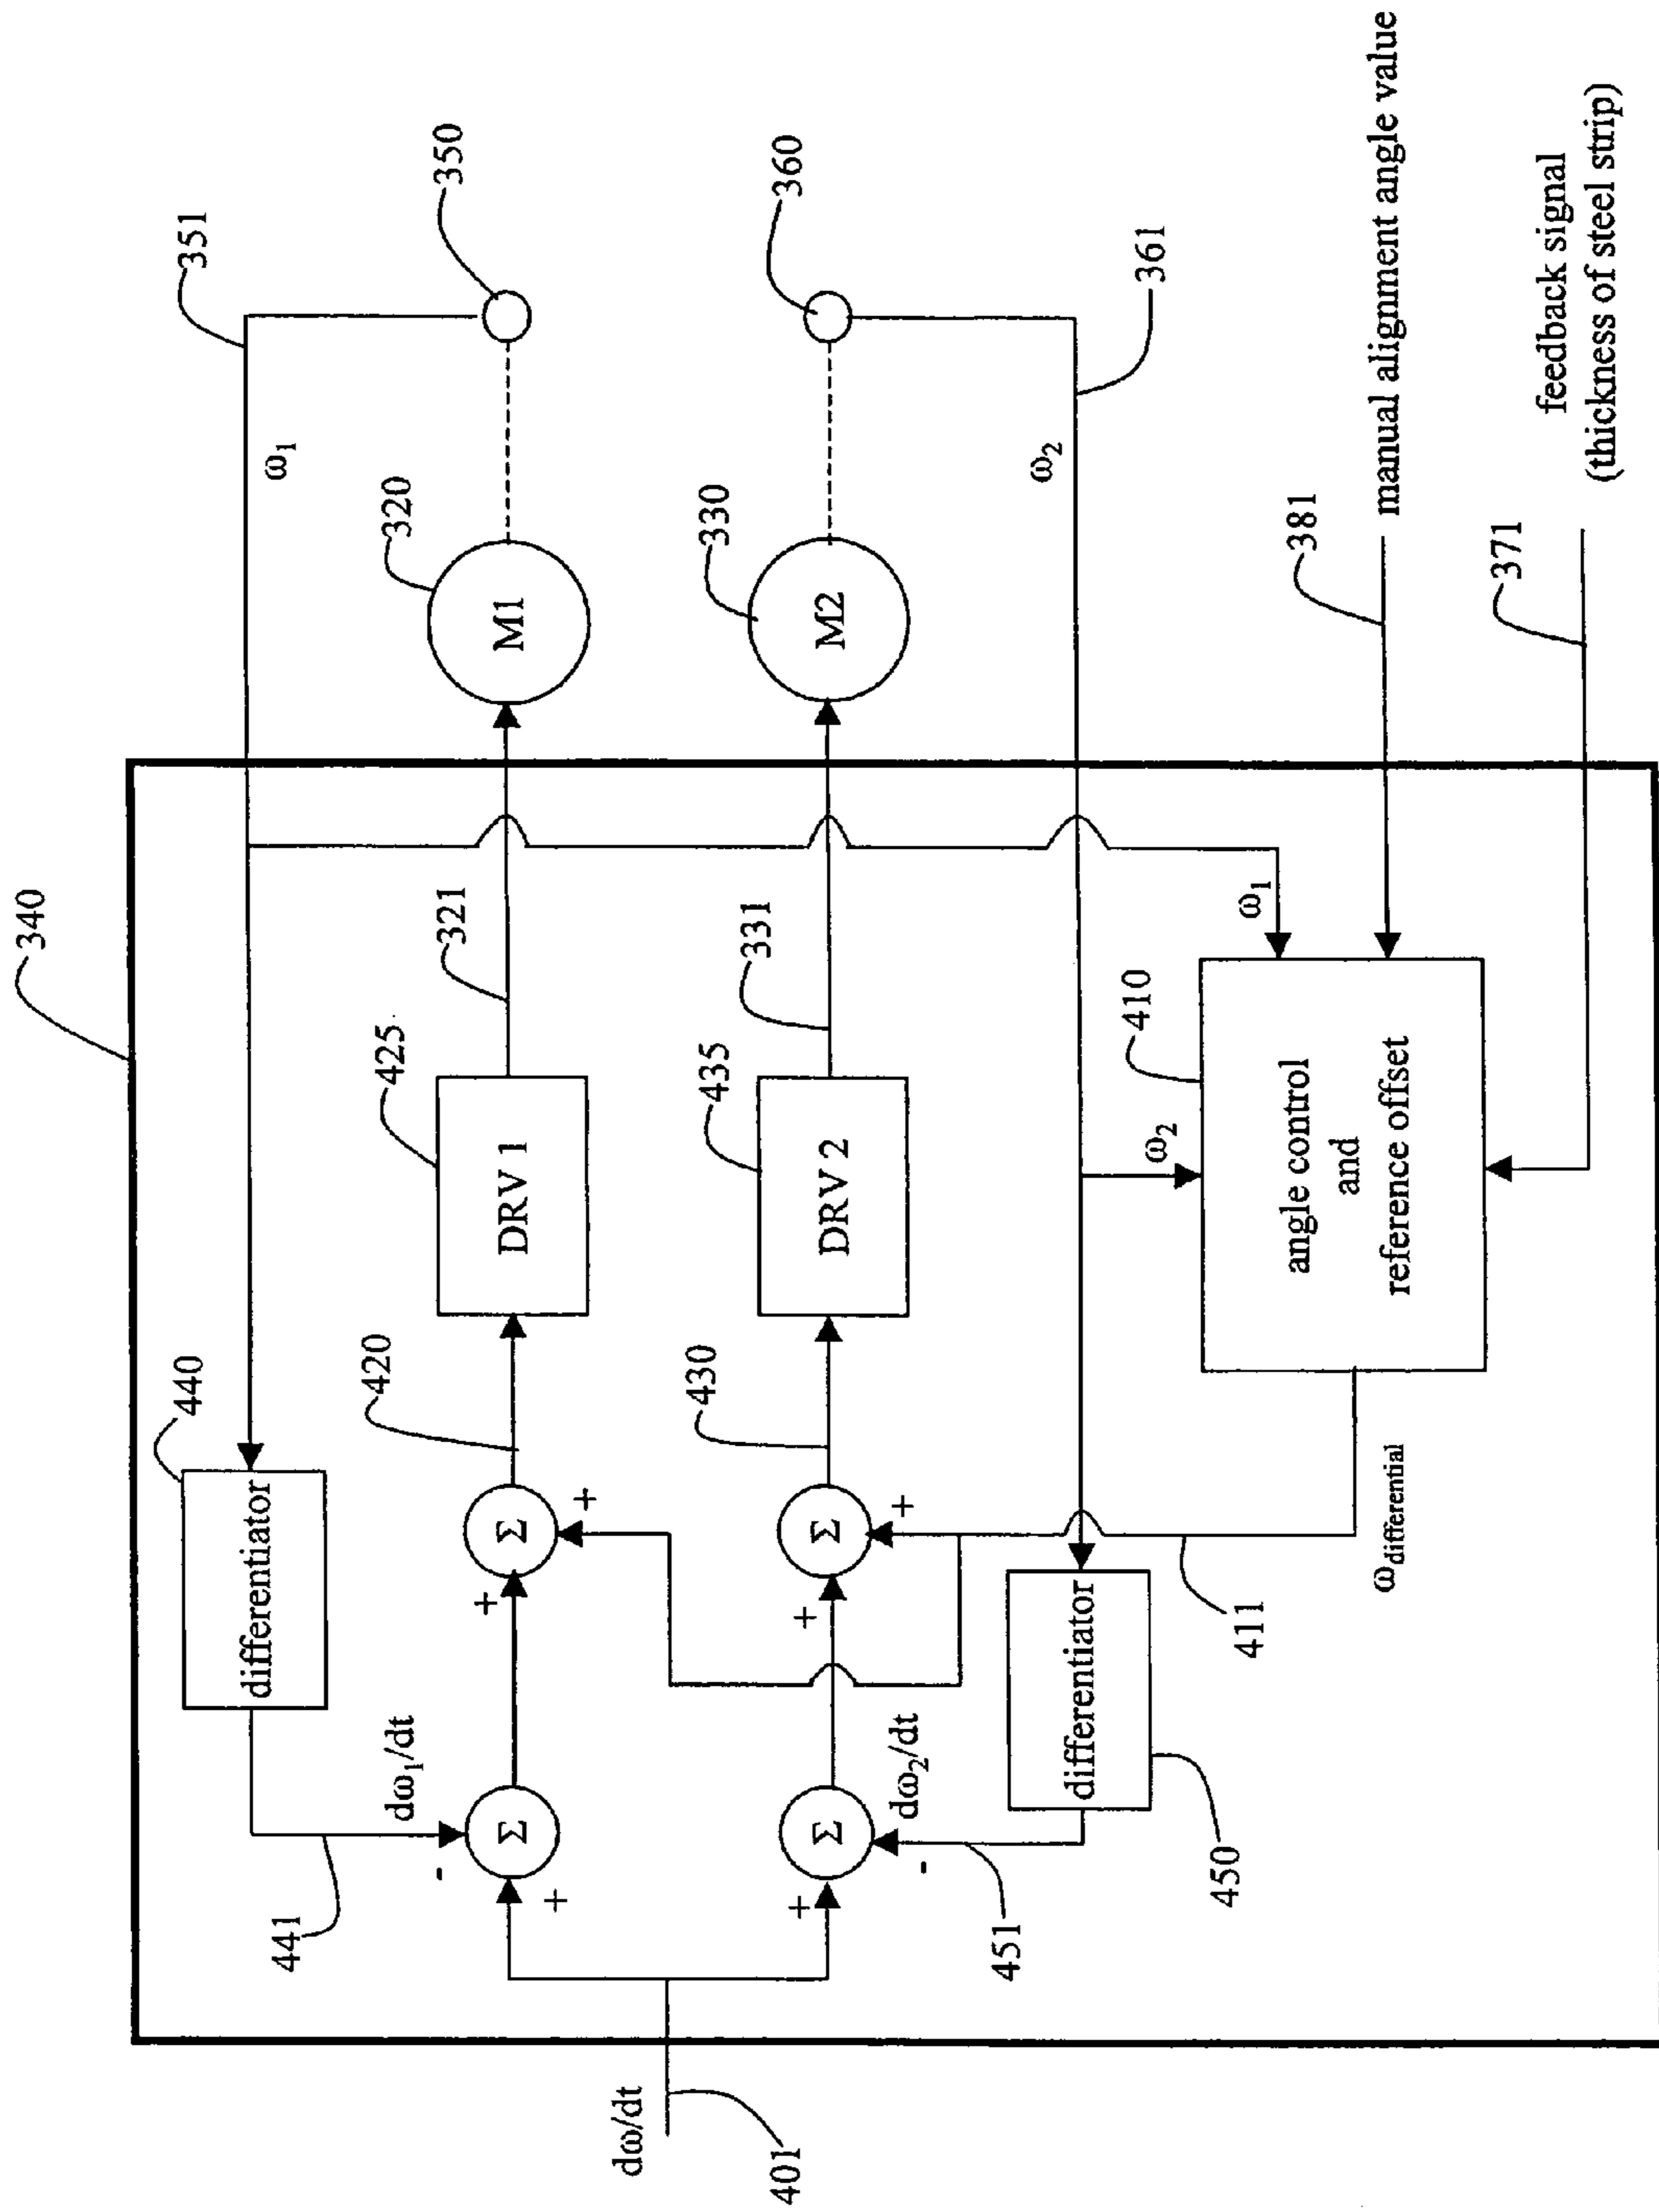 340
351
ω1
350
320
M1
360
330
M2
ω2
361
381
manual alignment angle value
371
feedback signal
(thickness of steel strip)
440
differentiator
441
dω1/dt
-
+
Σ
+
Σ
+
420
425
DRV 1
321
dω/dt
401
+
Σ
-
dω2/dt
451
+
Σ
+
430
435
DRV 2
331
450
differentiator
411
ωdifferential
410
ω2
ω1
angle control
and
reference offset